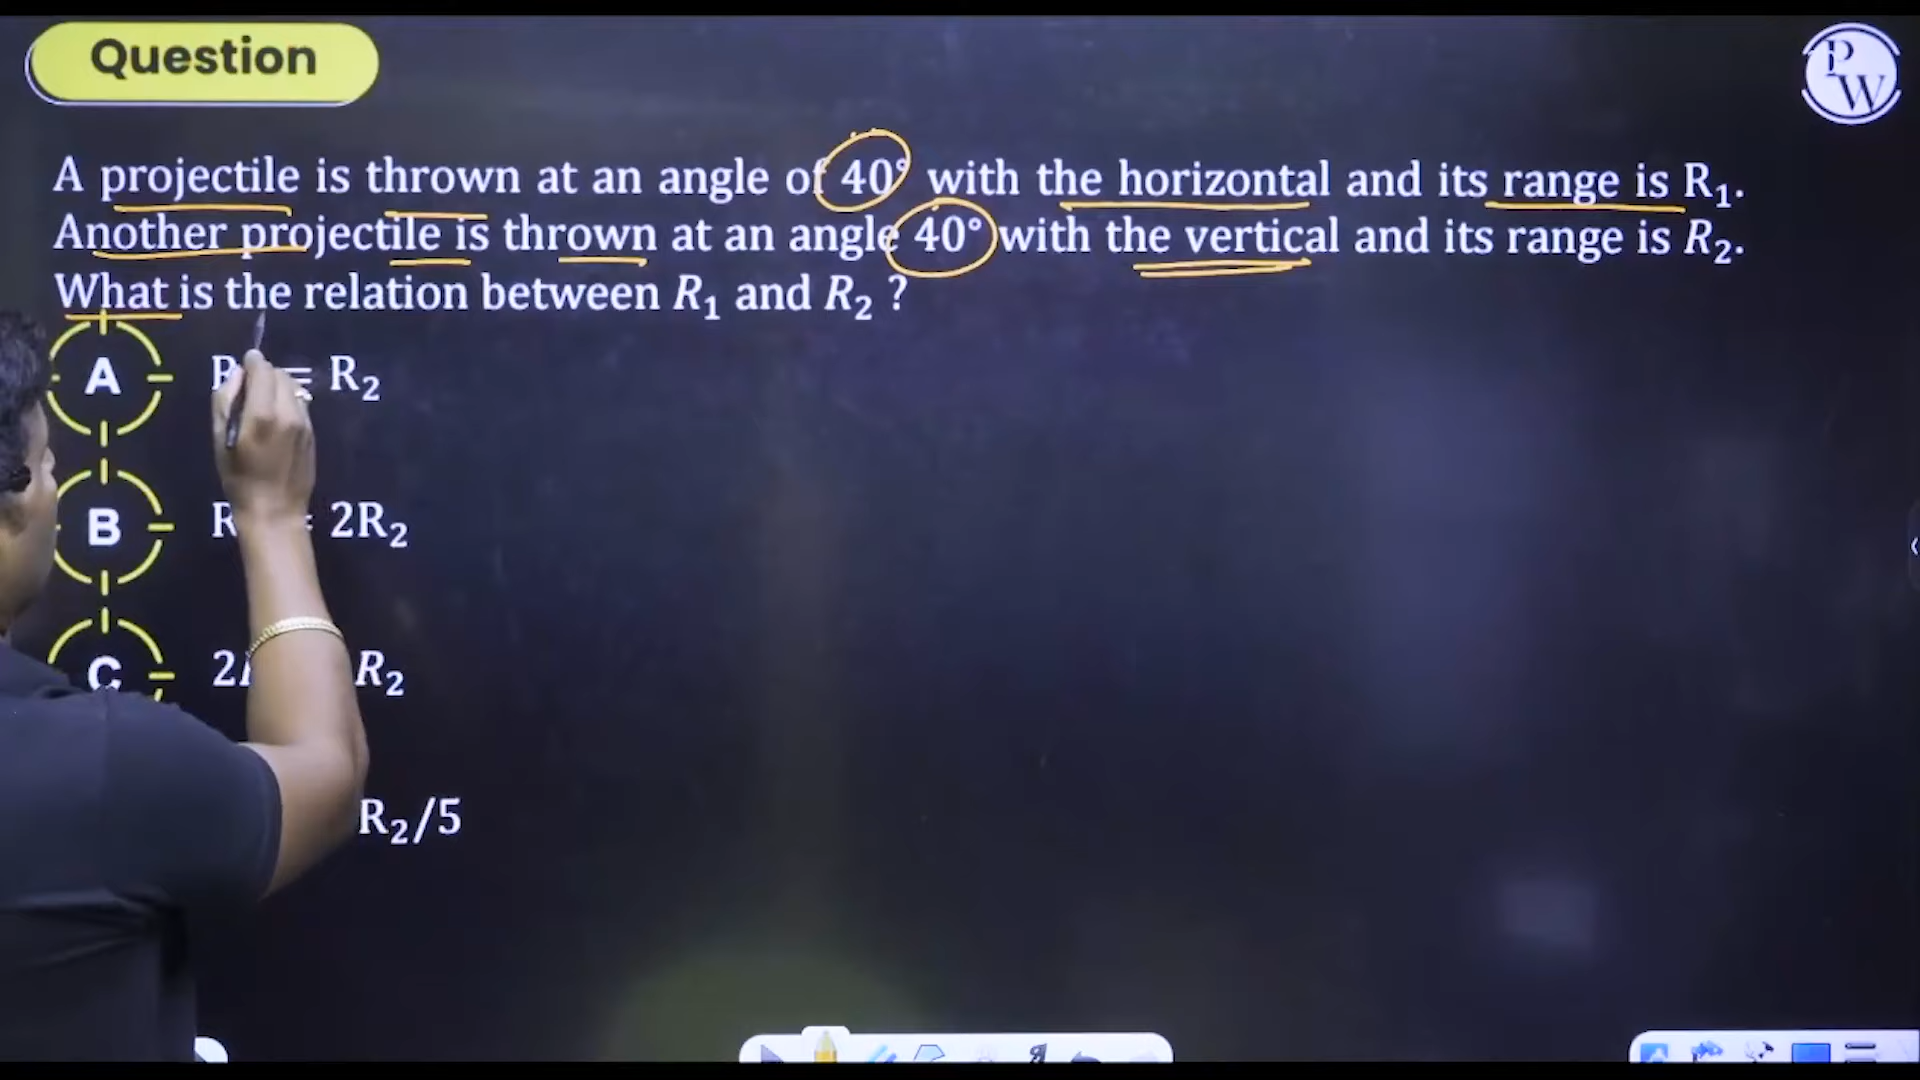 Question
PW
A projectile is thrown at an angle of 40° with the horizontal and its range is R₁.
Another projectile is thrown at an angle 40° with the vertical and its range is R₂.
What is the relation between R₁ and R₂ ?
A R = R₂
B R = 2R₂
C 2R R₂
R₂/5